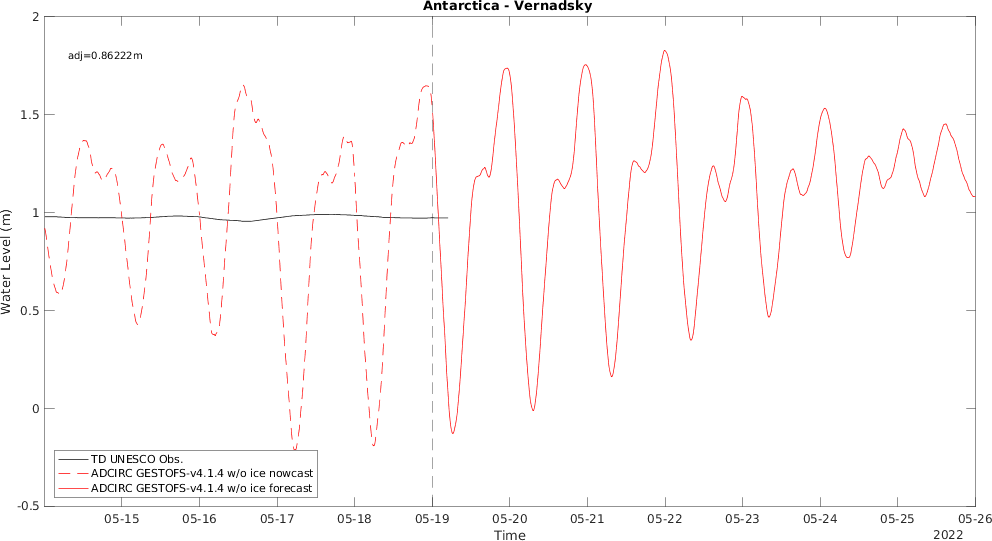 Antarctica - Vernadsky
adj=0.86222m
2
1.5
1
0.5
0
-0.5
Water Level (m)
TD UNESCO Obs.
ADCIRC GESTOFS-v4.1.4 w/o ice nowcast
ADCIRC GESTOFS-v4.1.4 w/o ice forecast
05-15 05-16 05-17 05-18 05-19 05-20 05-21 05-22 05-23 05-24 05-25 05-26
Time
2022